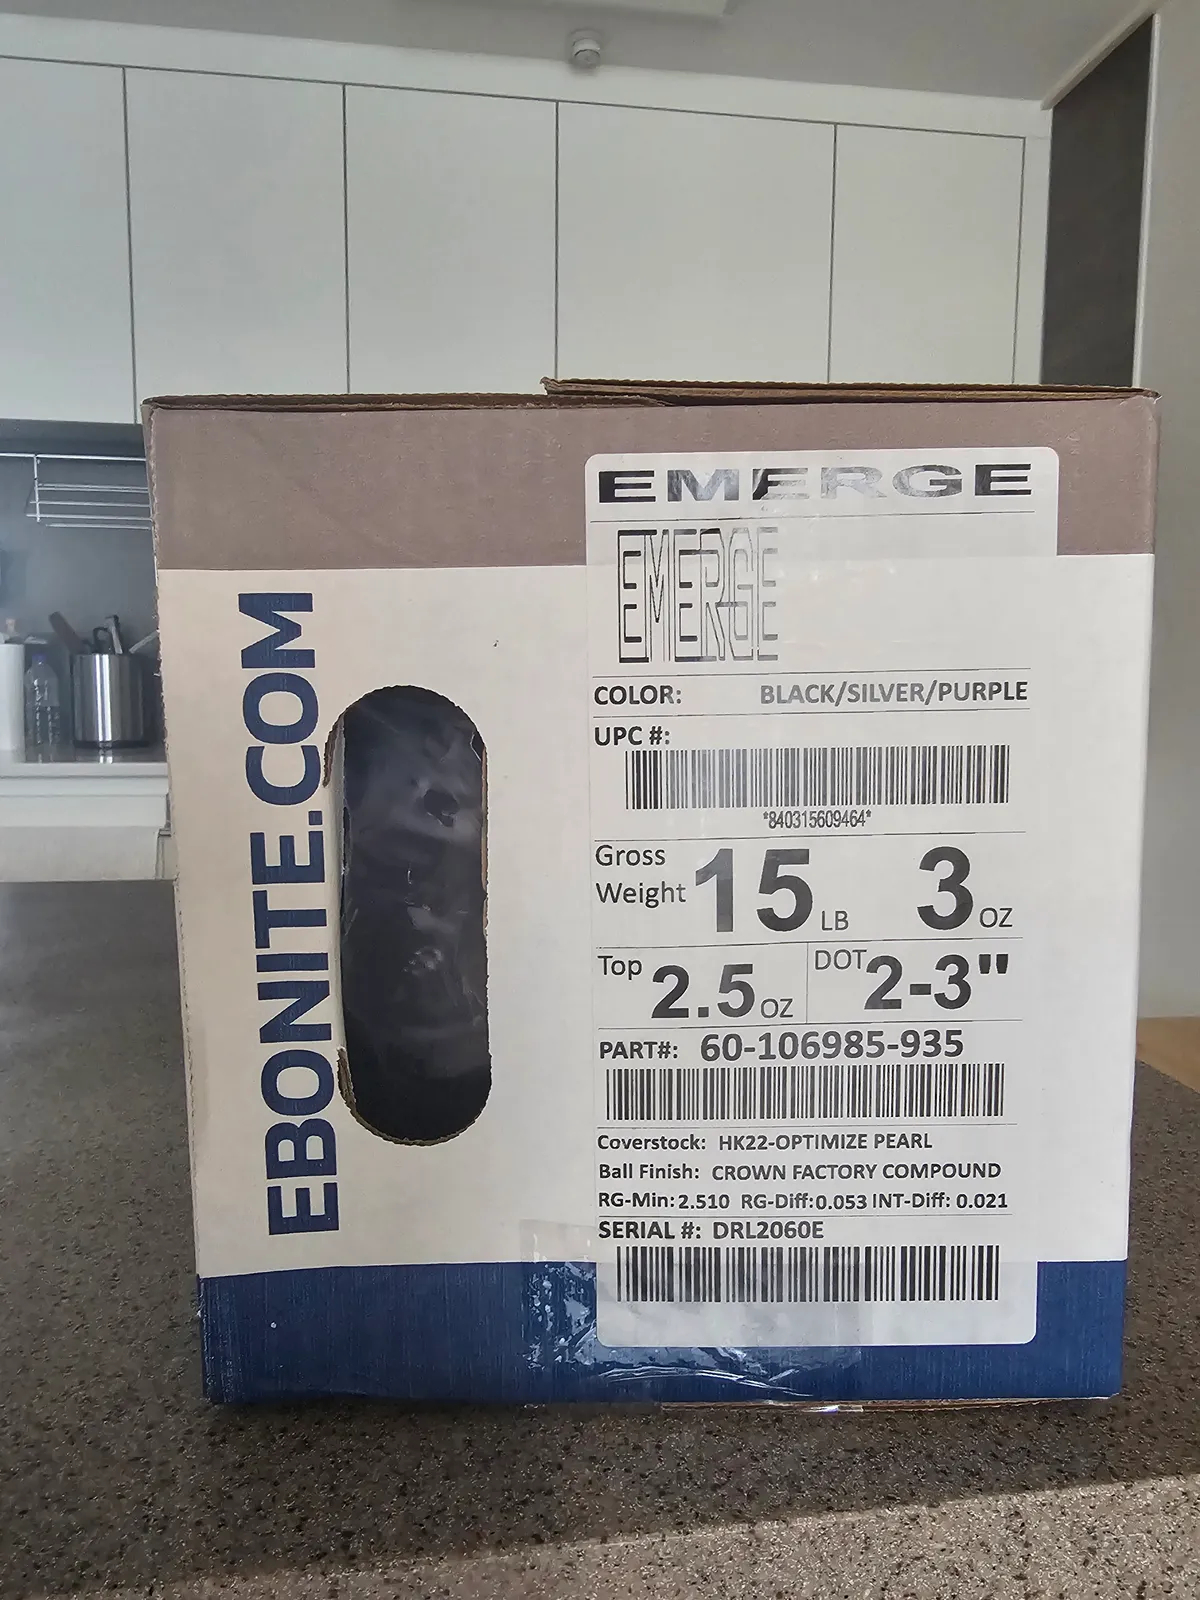 EBONITE.COM
EMERGE
EMERGE
COLOR: BLACK/SILVER/PURPLE
UPC #:
*840315609464*
Gross Weight 15 LB 3 OZ
Top 2.5 OZ DOT 2-3"
PART#: 60-106985-935
Coverstock: HK22-OPTIMIZE PEARL
Ball Finish: CROWN FACTORY COMPOUND
RG-Min: 2.510 RG-Diff: 0.053 INT-Diff: 0.021
SERIAL #: DRL2060E